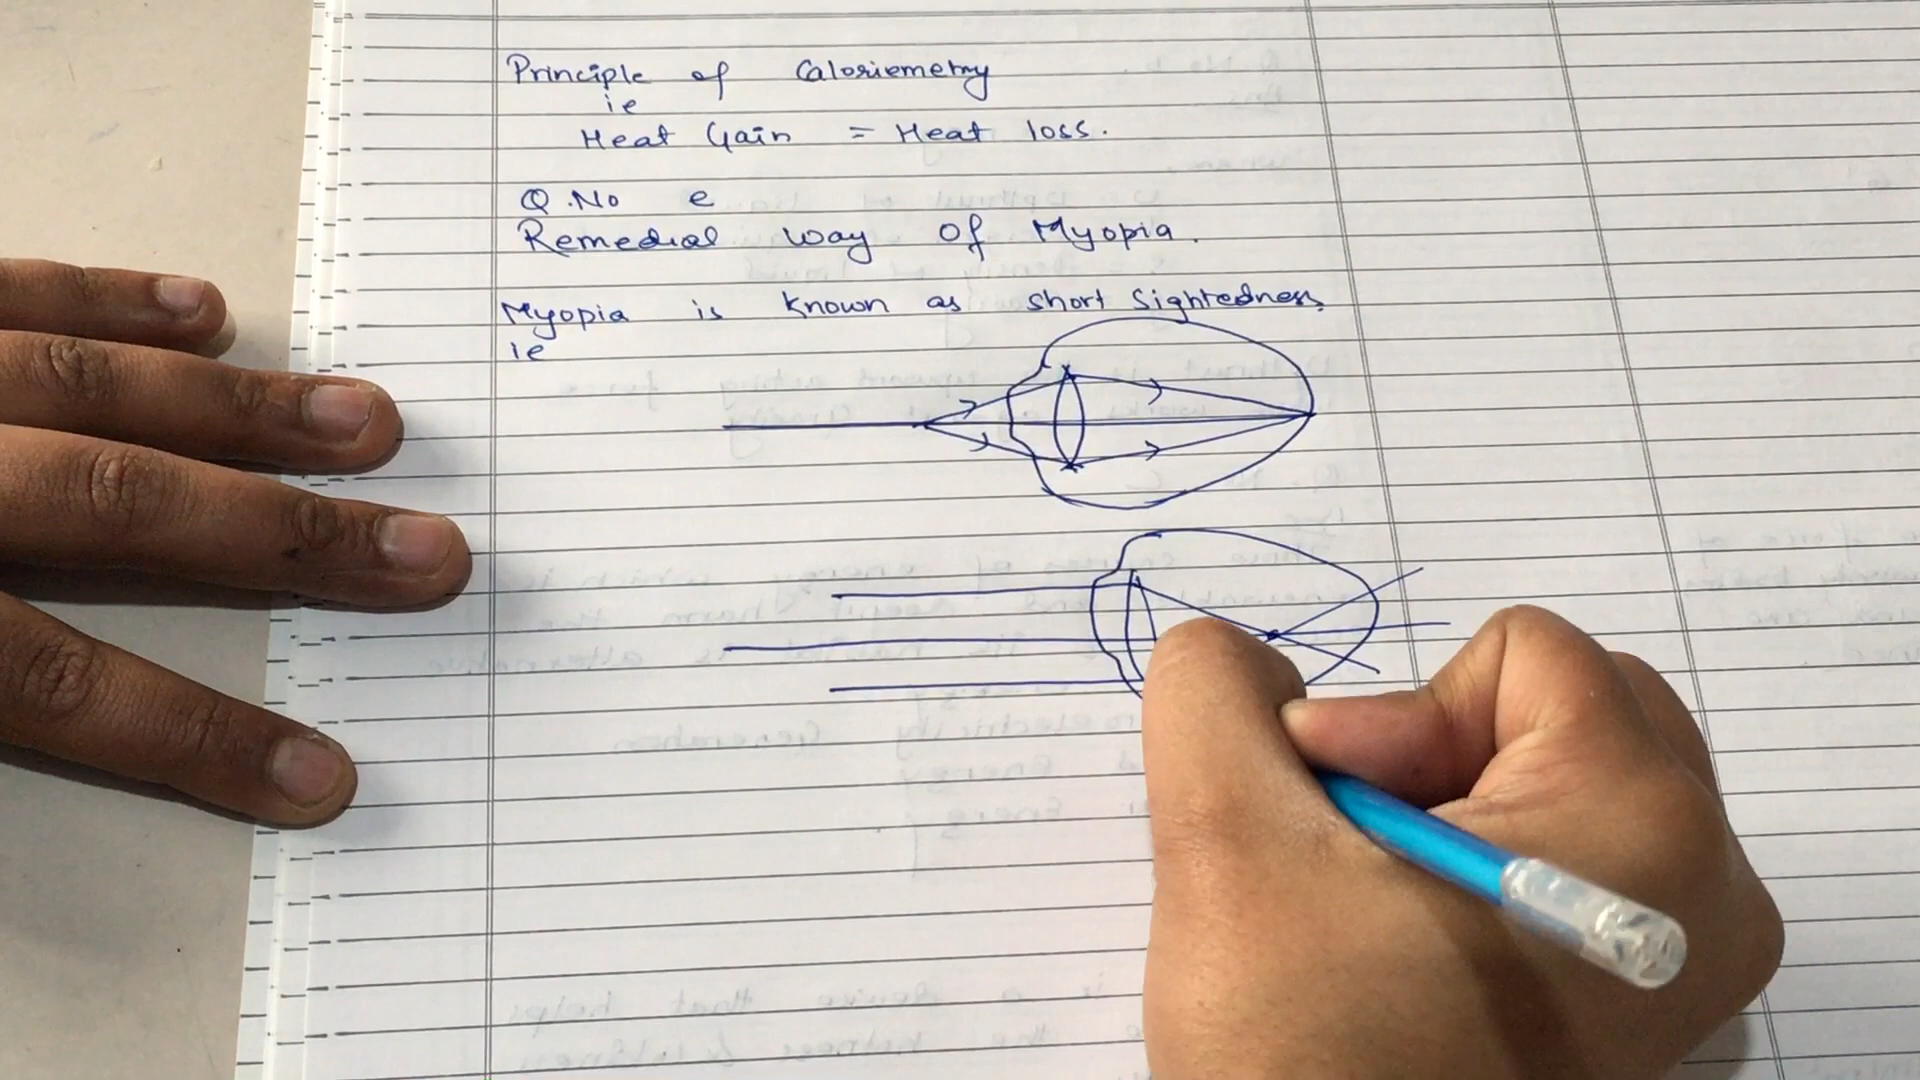 Principle of Caloriemetry
ie
Heat Gain = Heat loss.
Q.No e
Remedial way of Myopia.
Myopia is known as short Sightedness
ie